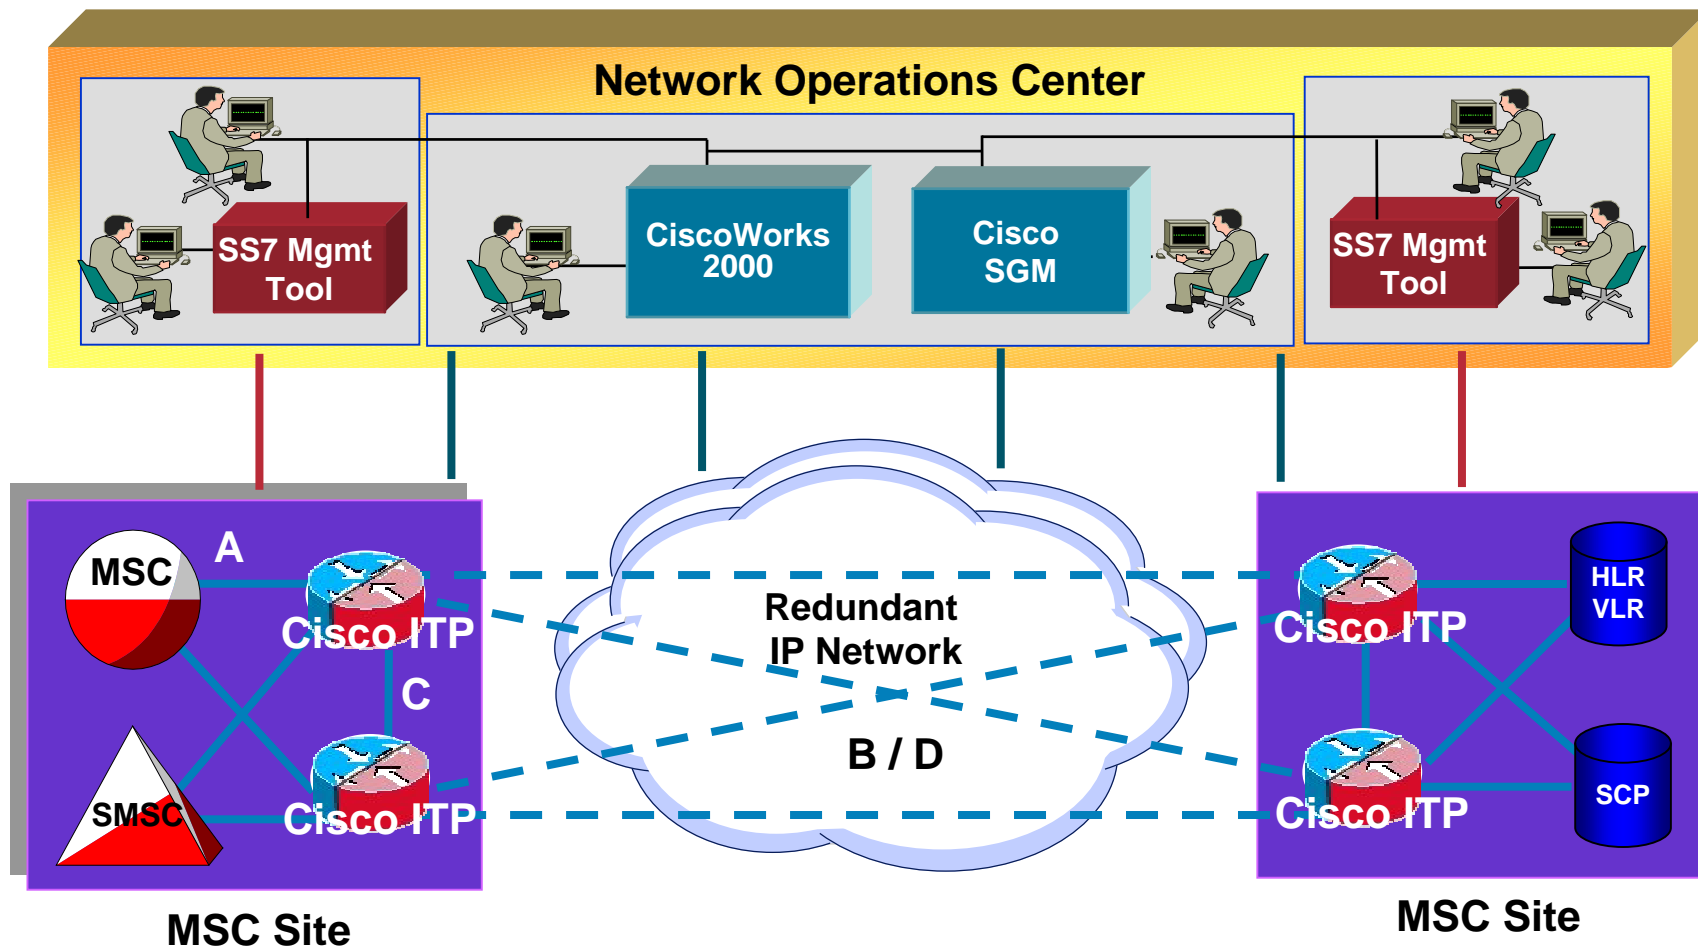 Network Operations Center
SS7 Mgmt
Tool
CiscoWorks
2000
Cisco
SGM
SS7 Mgmt
Tool
MSC
A
Cisco ITP
C
SMSC
Cisco ITP
MSC Site
Redundant
IP Network
B / D
Cisco ITP
HLR
VLR
Cisco ITP
SCP
MSC Site